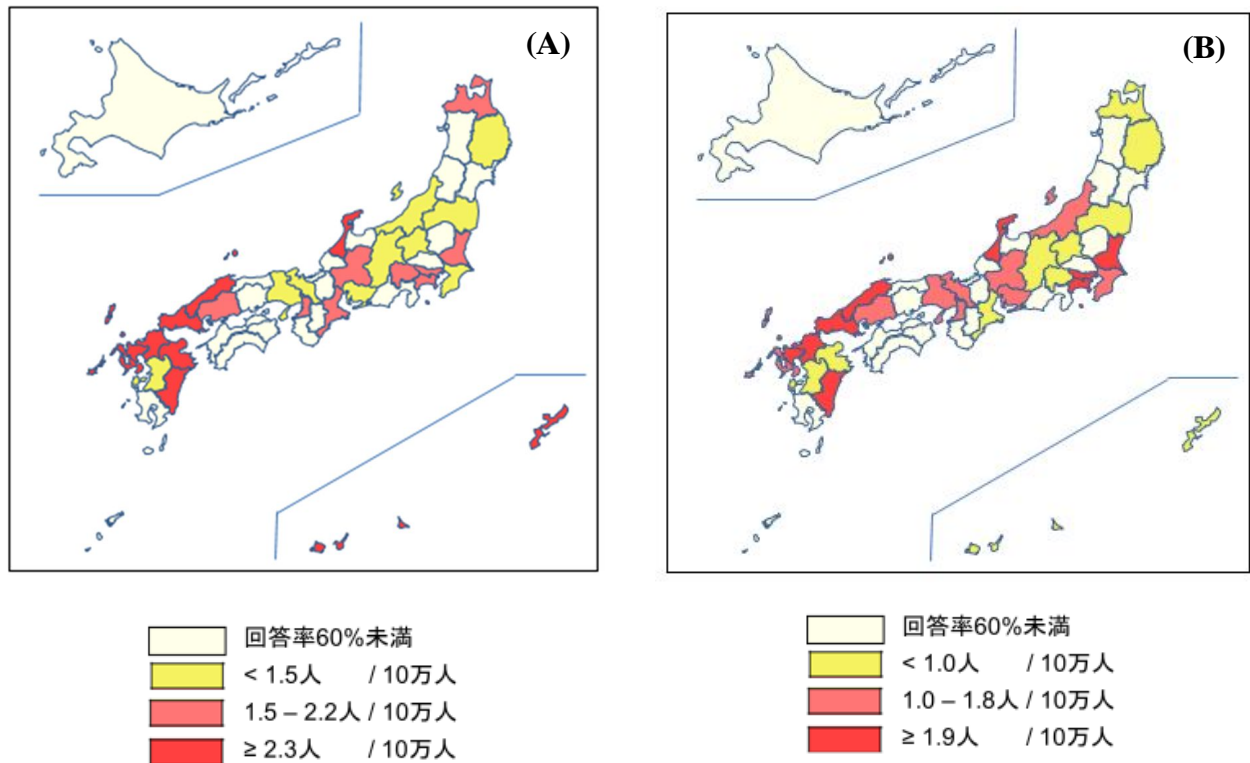 (A)
(B)
回答率60%未満
< 1.5人 / 10万人
1.5 – 2.2人 / 10万人
≥ 2.3人 / 10万人
回答率60%未満
< 1.0人 / 10万人
1.0 – 1.8人 / 10万人
≥ 1.9人 / 10万人